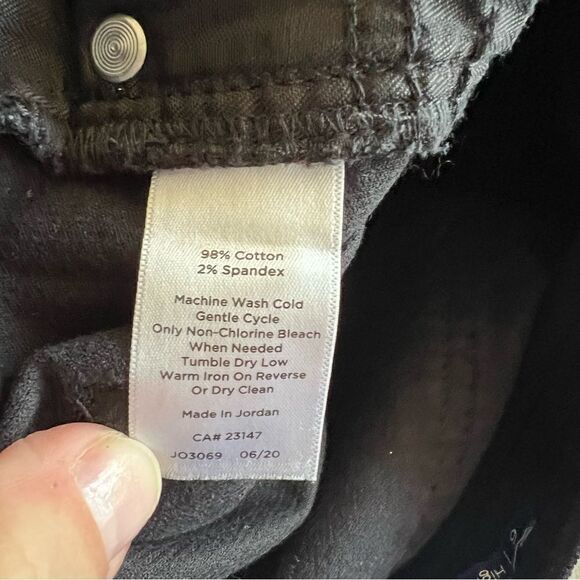 98% Cotton
2% Spandex
Machine Wash Cold
Gentle Cycle
Only Non-Chlorine Bleach
When Needed
Tumble Dry Low
Warm Iron On Reverse
Or Dry Clean
Made In Jordan
CA# 23147
JO3069 06/20